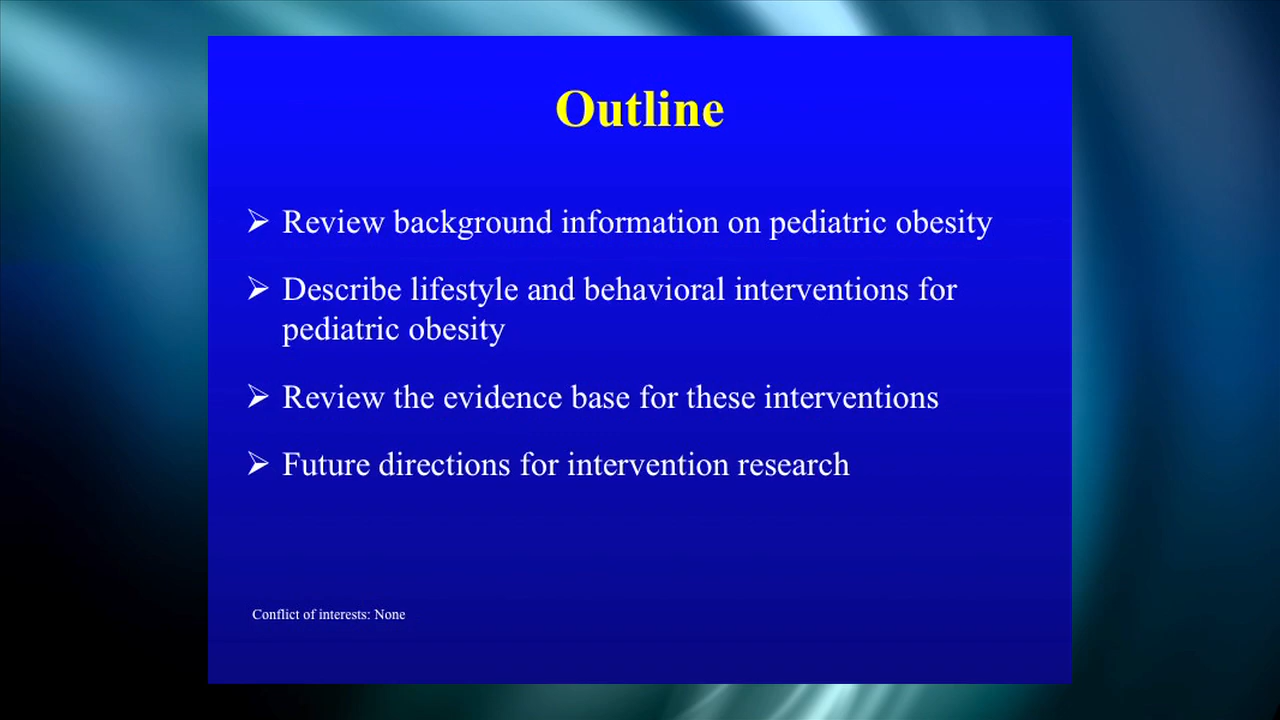 Outline
➢ Review background information on pediatric obesity
➢ Describe lifestyle and behavioral interventions for
pediatric obesity
➢ Review the evidence base for these interventions
➢ Future directions for intervention research
Conflict of interests: None